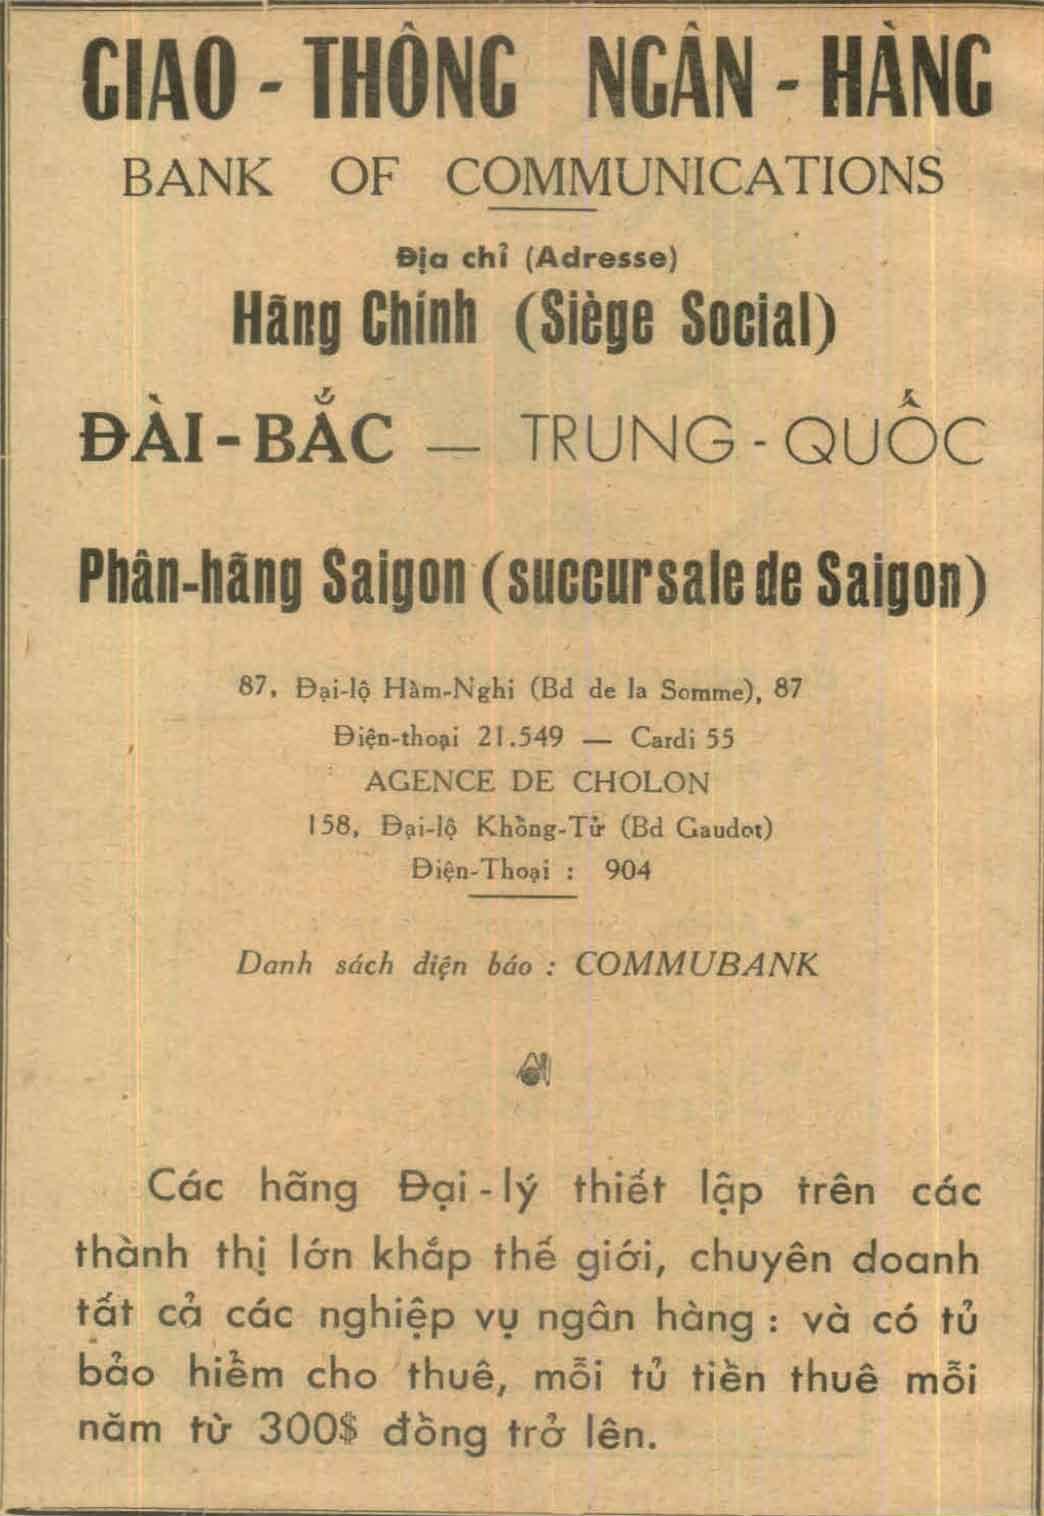 GIAO - THÔNG NGÂN - HÀNG
BANK OF COMMUNICATIONS
Địa chỉ (Adresse)
Hãng Chính (Siège Social)
ĐÀI - BẮC — TRUNG - QUỐC
Phân-hãng Saigon (succursale de Saigon)
87, Đại-lộ Hàm-Nghi (Bd de la Somme), 87
Điện-thoại 21.549 — Cardi 55
AGENCE DE CHOLON
158, Đại-lộ Khồng-Tử (Bd Gaudot)
Điện-Thoại : 904
Danh sách điện báo : COMMUBANK
Các hãng Đại - lý thiết lập trên các
thành thị lớn khắp thế giới, chuyên doanh
tất cả các nghiệp vụ ngân hàng : và có tủ
bảo hiểm cho thuê, mỗi tủ tiền thuê mỗi
năm từ 300$ đồng trở lên.